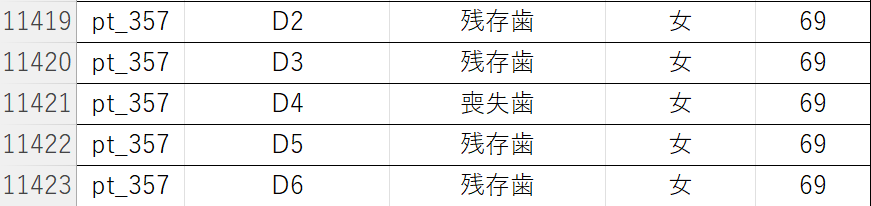 11419 pt_357 D2 残存歯 女 69
11420 pt_357 D3 残存歯 女 69
11421 pt_357 D4 喪失歯 女 69
11422 pt_357 D5 残存歯 女 69
11423 pt_357 D6 残存歯 女 69